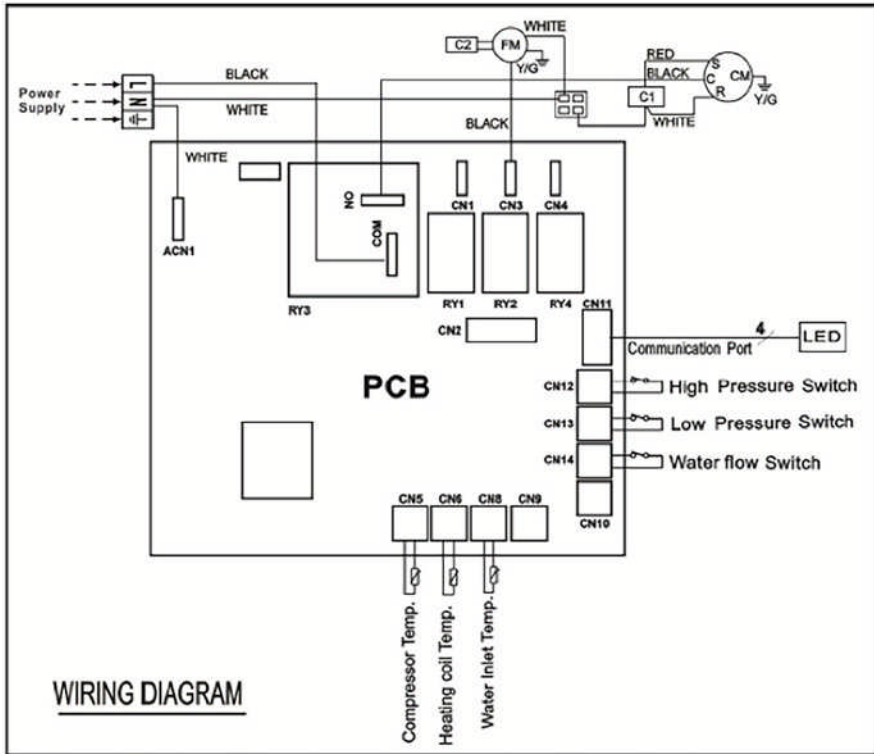 WHITE
C2
FM
Y/G
RED
BLACK
S
C
R
CM
Y/G
C1
WHITE
Power
Supply
L
N
BLACK
WHITE
BLACK
WHITE
ACN1
NO
COM
RY3
CN1
CN3
CN4
RY1
RY2
RY4
CN2
CN11
4
Communication Port
LED
PCB
CN12
High Pressure Switch
CN13
Low Pressure Switch
CN14
Water flow Switch
CN10
CN5
CN6
CN8
CN9
Compressor Temp.
Heating coil Temp.
Water Inlet Temp.
WIRING DIAGRAM